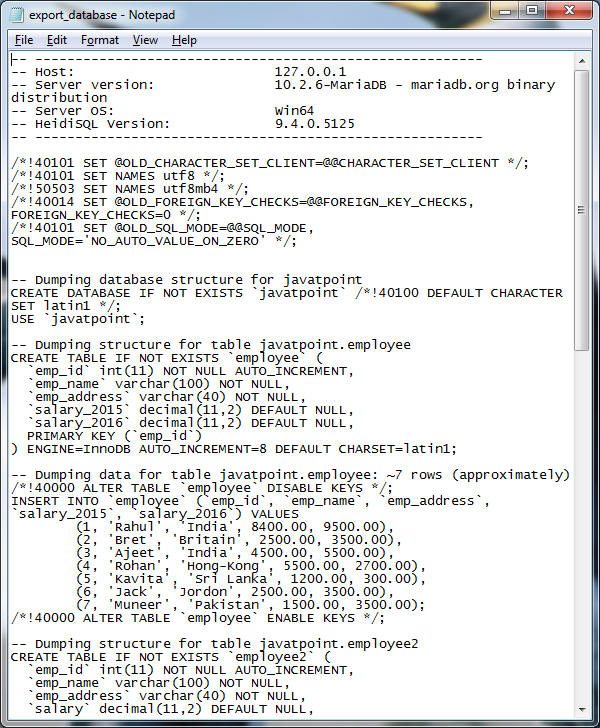 export_database - Notepad
File Edit Format View Help
-- --------------------------------------------------------
-- Host:                         127.0.0.1
-- Server version:               10.2.6-MariaDB - mariadb.org binary
distribution
-- Server OS:                    Win64
-- HeidiSQL Version:             9.4.0.5125
-- --------------------------------------------------------

/*!40101 SET @OLD_CHARACTER_SET_CLIENT=@@CHARACTER_SET_CLIENT */;
/*!40101 SET NAMES utf8 */;
/*!50503 SET NAMES utf8mb4 */;
/*!40014 SET @OLD_FOREIGN_KEY_CHECKS=@@FOREIGN_KEY_CHECKS,
FOREIGN_KEY_CHECKS=0 */;
/*!40101 SET @OLD_SQL_MODE=@@SQL_MODE,
SQL_MODE='NO_AUTO_VALUE_ON_ZERO' */;


-- Dumping database structure for javatpoint
CREATE DATABASE IF NOT EXISTS `javatpoint` /*!40100 DEFAULT CHARACTER
SET latin1 */;
USE `javatpoint`;

-- Dumping structure for table javatpoint.employee
CREATE TABLE IF NOT EXISTS `employee` (
  `emp_id` int(11) NOT NULL AUTO_INCREMENT,
  `emp_name` varchar(100) NOT NULL,
  `emp_address` varchar(40) NOT NULL,
  `salary_2015` decimal(11,2) DEFAULT NULL,
  `salary_2016` decimal(11,2) DEFAULT NULL,
  PRIMARY KEY (`emp_id`)
) ENGINE=InnoDB AUTO_INCREMENT=8 DEFAULT CHARSET=latin1;

-- Dumping data for table javatpoint.employee: ~7 rows (approximately)
/*!40000 ALTER TABLE `employee` DISABLE KEYS */;
INSERT INTO `employee` (`emp_id`, `emp_name`, `emp_address`,
`salary_2015`, `salary_2016`) VALUES
        (1, 'Rahul', 'India', 8400.00, 9500.00),
        (2, 'Bret', 'Britain', 2500.00, 3500.00),
        (3, 'Ajeet', 'India', 4500.00, 5500.00),
        (4, 'Rohan', 'Hong-Kong', 5500.00, 2700.00),
        (5, 'Kavita', 'Sri Lanka', 1200.00, 300.00),
        (6, 'Jack', 'Jordon', 2500.00, 3500.00),
        (7, 'Muneer', 'Pakistan', 1500.00, 3500.00);
/*!40000 ALTER TABLE `employee` ENABLE KEYS */;

-- Dumping structure for table javatpoint.employee2
CREATE TABLE IF NOT EXISTS `employee2` (
  `emp_id` int(11) NOT NULL AUTO_INCREMENT,
  `emp_name` varchar(100) NOT NULL,
  `emp_address` varchar(40) NOT NULL,
  `salary` decimal(11,2) DEFAULT NULL,